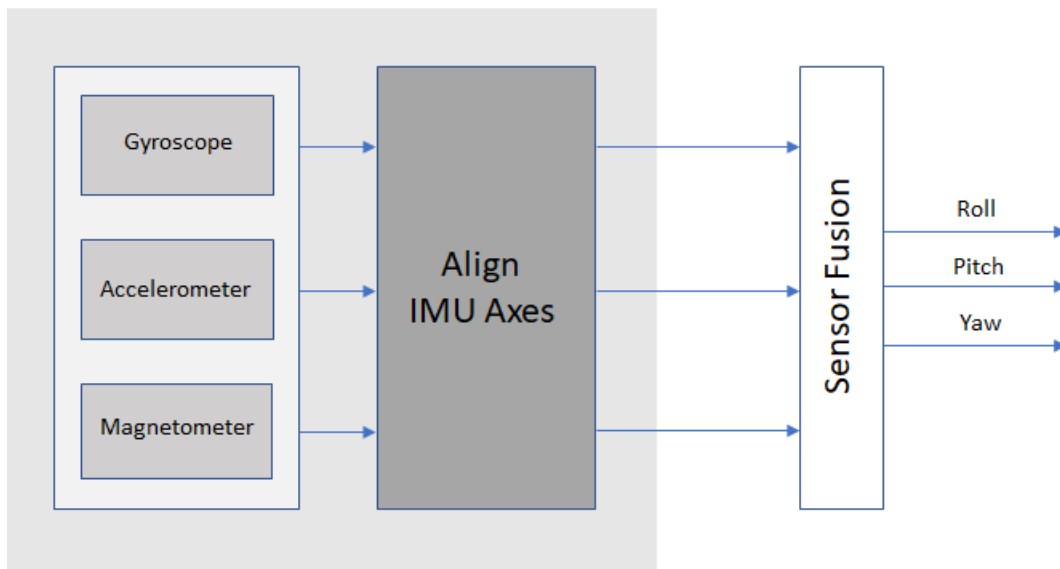 Gyroscope
Accelerometer
Magnetometer
Align
IMU Axes
Sensor Fusion
Roll
Pitch
Yaw